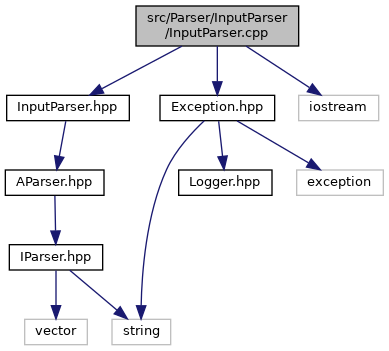 src/Parser/InputParser
/InputParser.cpp
InputParser.hpp
Exception.hpp
iostream
AParser.hpp
Logger.hpp
exception
IParser.hpp
vector
string